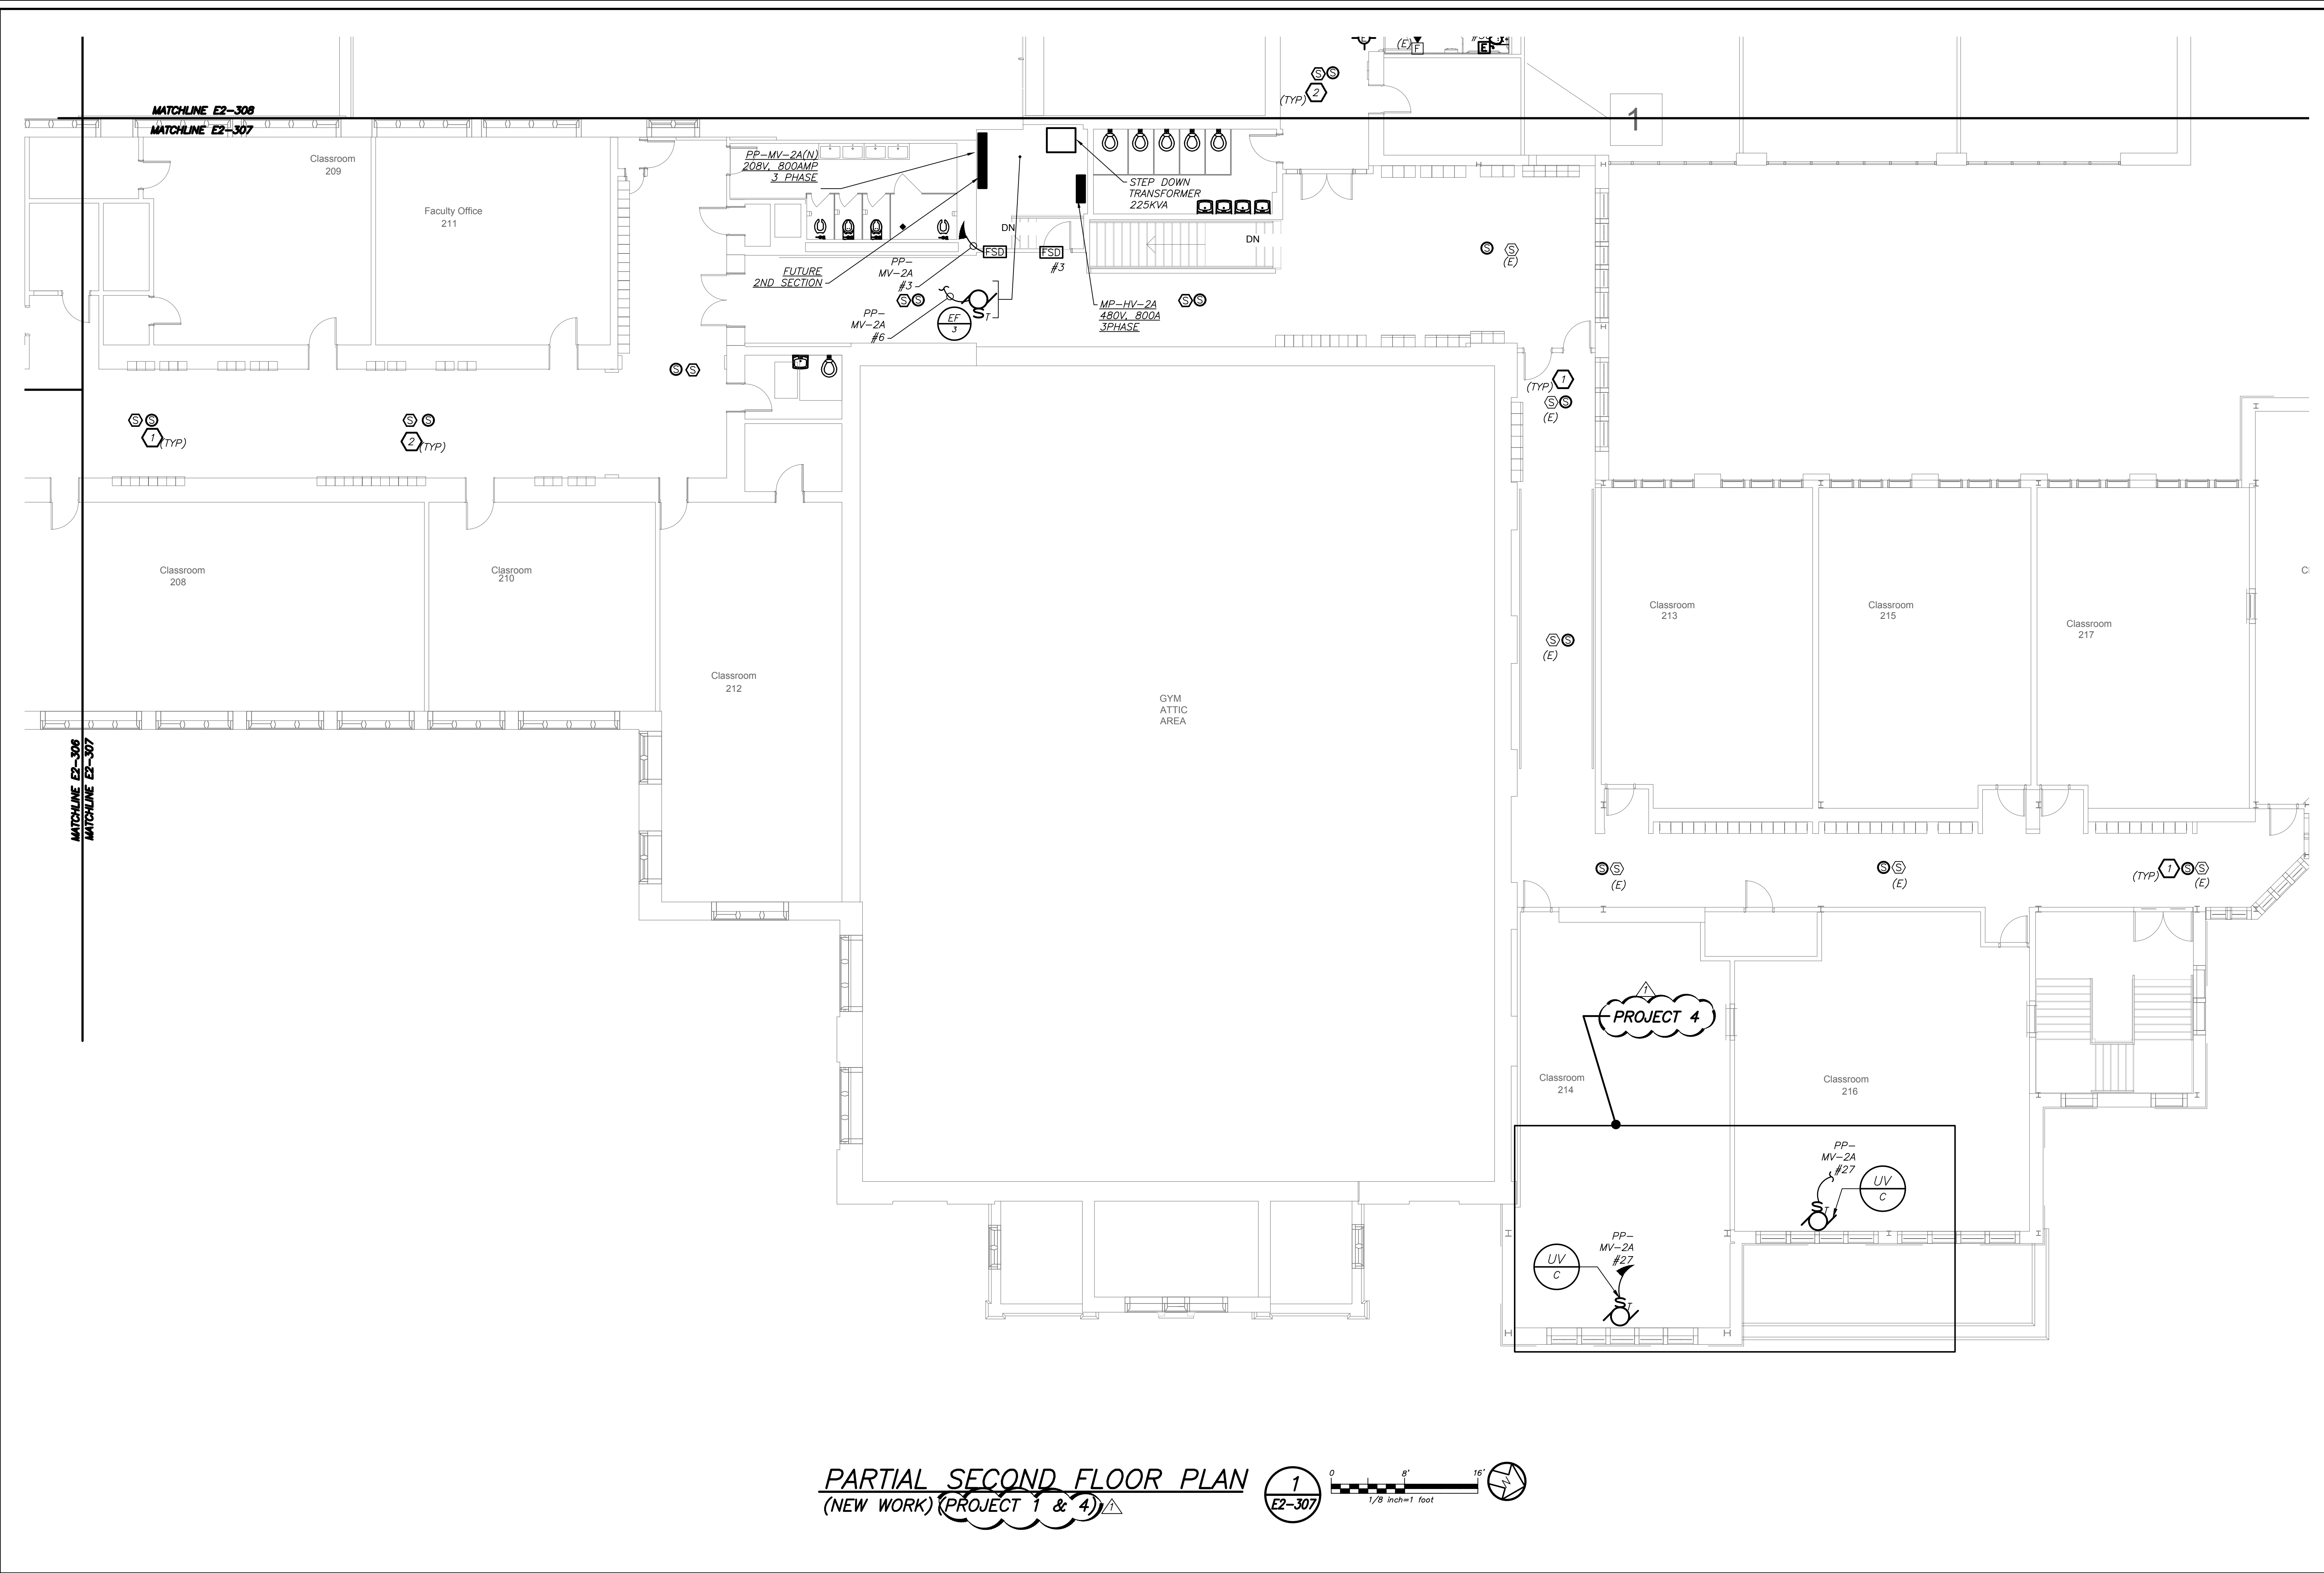 MATCHLINE E2-308
MATCHLINE E2-307
Classroom
209
Faculty Office
211
PP-MV-2A(N)
208V, 800AMP
3 PHASE
STEP DOWN
TRANSFORMER
225KVA
DN
DN
FSD
FSD
#3
FUTURE
2ND SECTION
PP-
MV-2A
#3
PP-
MV-2A
#6
EF
3
S T
S S
MP-HV-2A
480V, 800A
3PHASE
S S
(E)
F
E
S S
(TYP) 2
1
S S
(E)
S S
S S
1 (TYP)
S S
2 (TYP)
(TYP) 1
S S
(E)
Classroom
208
Clasroom
210
Classroom
212
GYM
ATTIC
AREA
S S
(E)
Classroom
213
Classroom
215
Classroom
217
MATCHLINE E2-306
MATCHLINE E2-307
S S
(E)
S S
(E)
(TYP) 1 S S
(E)
1
PROJECT 4
Classroom
214
Classroom
216
PP-
MV-2A
#27
UV
C
S T
PP-
MV-2A
#27
UV
C
S T
PARTIAL SECOND FLOOR PLAN
(NEW WORK) (PROJECT 1 & 4) 1
1
E2-307
0 8' 16'
1/8 inch=1 foot
N